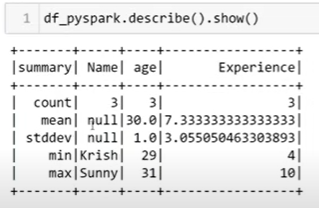 1 df_pyspark.describe().show()
+-------+-----+----+-----------------+
|summary| Name| age|       Experience|
+-------+-----+----+-----------------+
|  count|    3|   3|                3|
|   mean| null|30.0|7.333333333333333|
| stddev| null| 1.0|3.055050463303893|
|    min|Krish|  29|                4|
|    max|Sunny|  31|               10|
+-------+-----+----+-----------------+